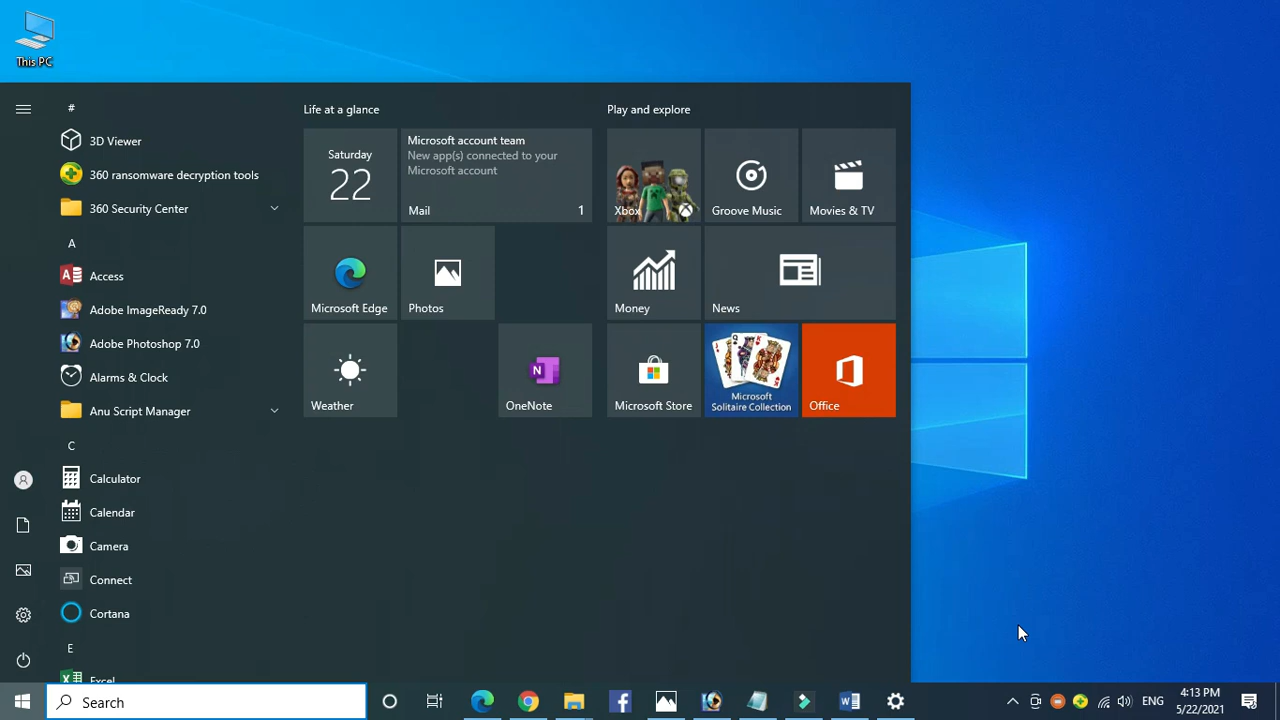 This PC
#
3D Viewer
360 ransomware decryption tools
360 Security Center
A
Access
Adobe ImageReady 7.0
Adobe Photoshop 7.0
Alarms & Clock
Anu Script Manager
C
Calculator
Calendar
Camera
Connect
Cortana
E
Excel
Life at a glance
Saturday
22
Microsoft account team
New app(s) connected to your
Microsoft account
Mail 1
Microsoft Edge
Photos
Weather
OneNote
Play and explore
Xbox
Groove Music
Movies & TV
Money
News
Microsoft Store
Microsoft
Solitaire Collection
Office
Search
ENG
4:13 PM
5/22/2021